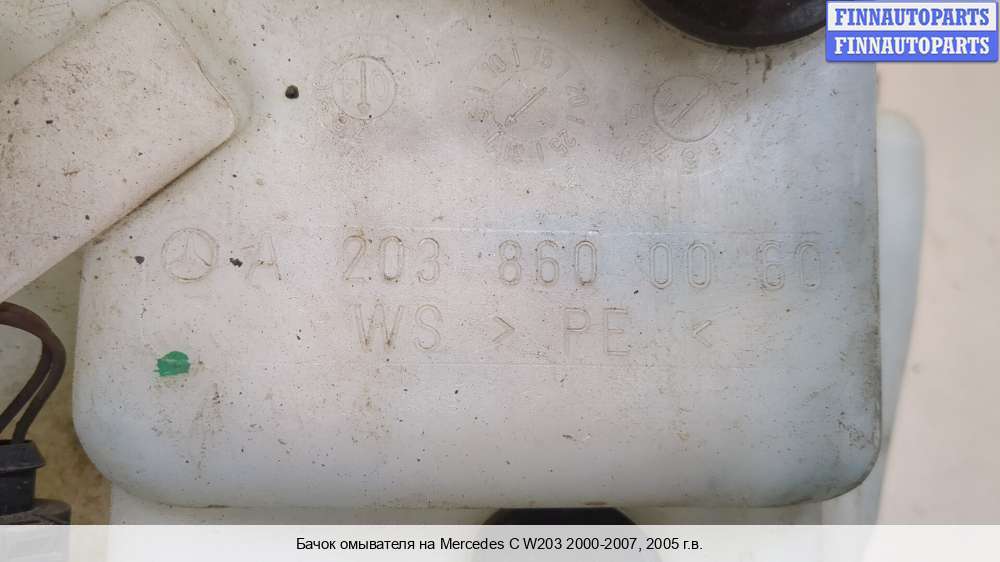 FINNAUTOPARTS
FINNAUTOPARTS
A 203 860 00 60
WS > PE <
Бачок омывателя на Mercedes C W203 2000-2007, 2005 г.в.